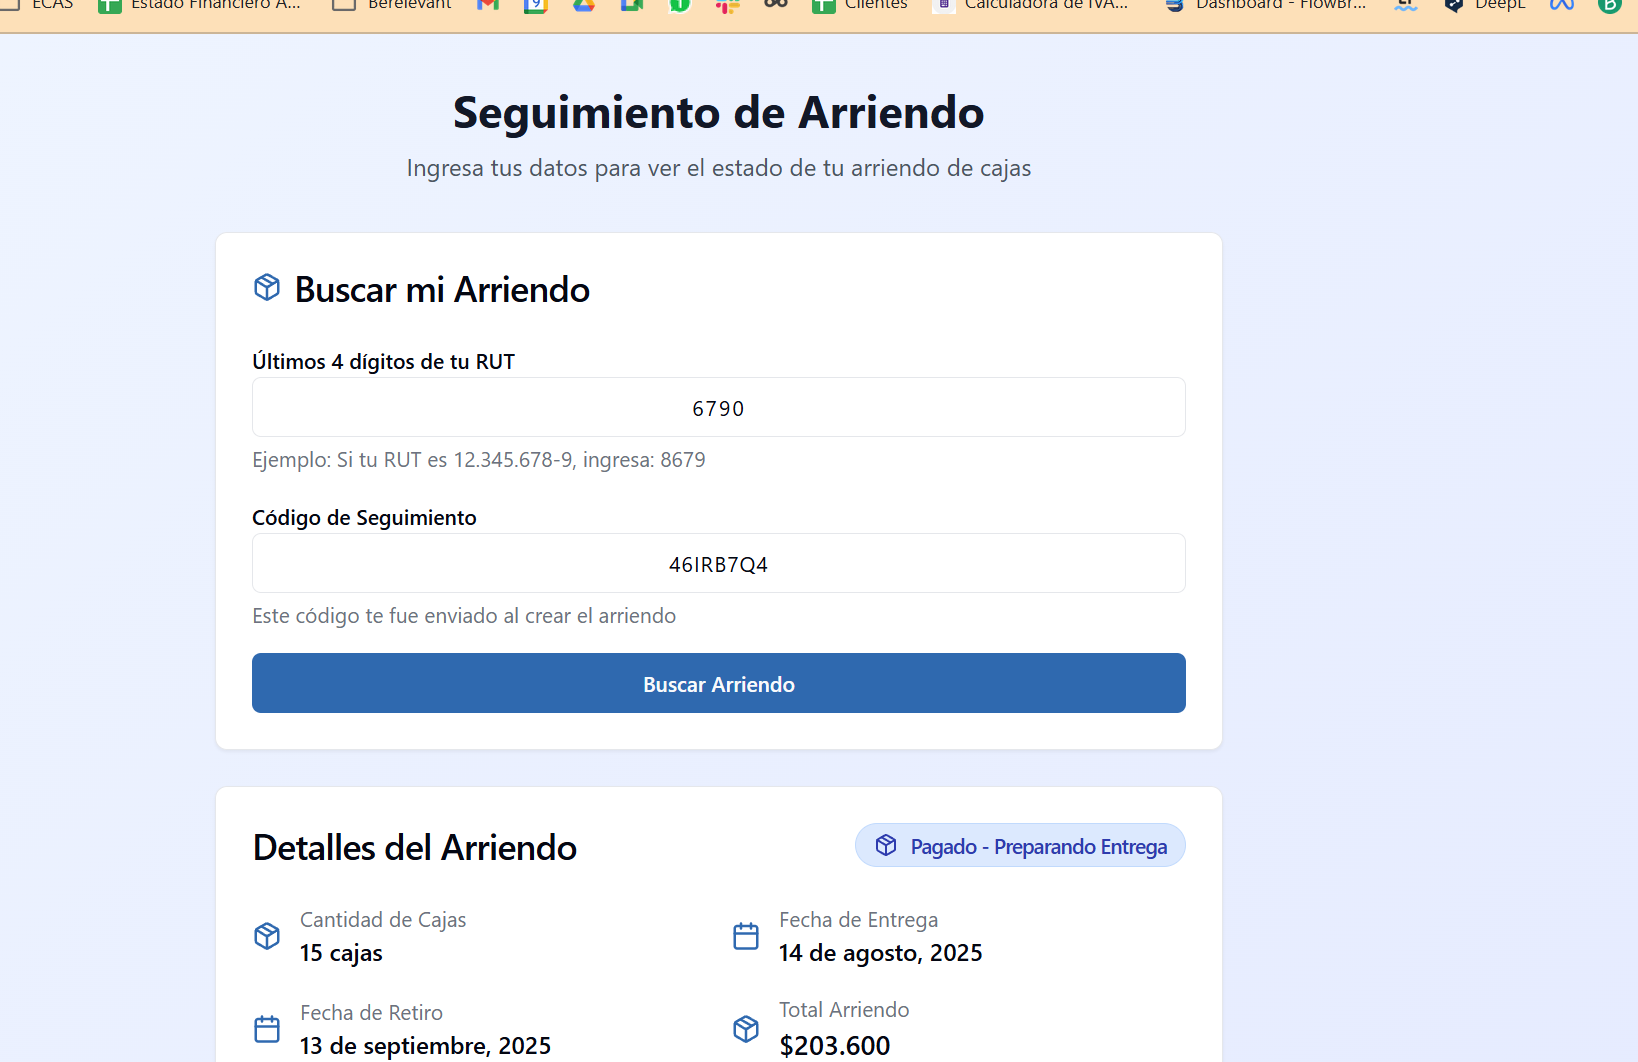 ECAS Estado Financiero A... Berelevant 9 Clientes Calculadora de IVA... Dashboard - FlowBr... DeepL B
Seguimiento de Arriendo
Ingresa tus datos para ver el estado de tu arriendo de cajas
Buscar mi Arriendo
Últimos 4 dígitos de tu RUT
6790
Ejemplo: Si tu RUT es 12.345.678-9, ingresa: 8679
Código de Seguimiento
46IRB7Q4
Este código te fue enviado al crear el arriendo
Buscar Arriendo
Detalles del Arriendo
Pagado - Preparando Entrega
Cantidad de Cajas
15 cajas
Fecha de Entrega
14 de agosto, 2025
Fecha de Retiro
13 de septiembre, 2025
Total Arriendo
$203.600